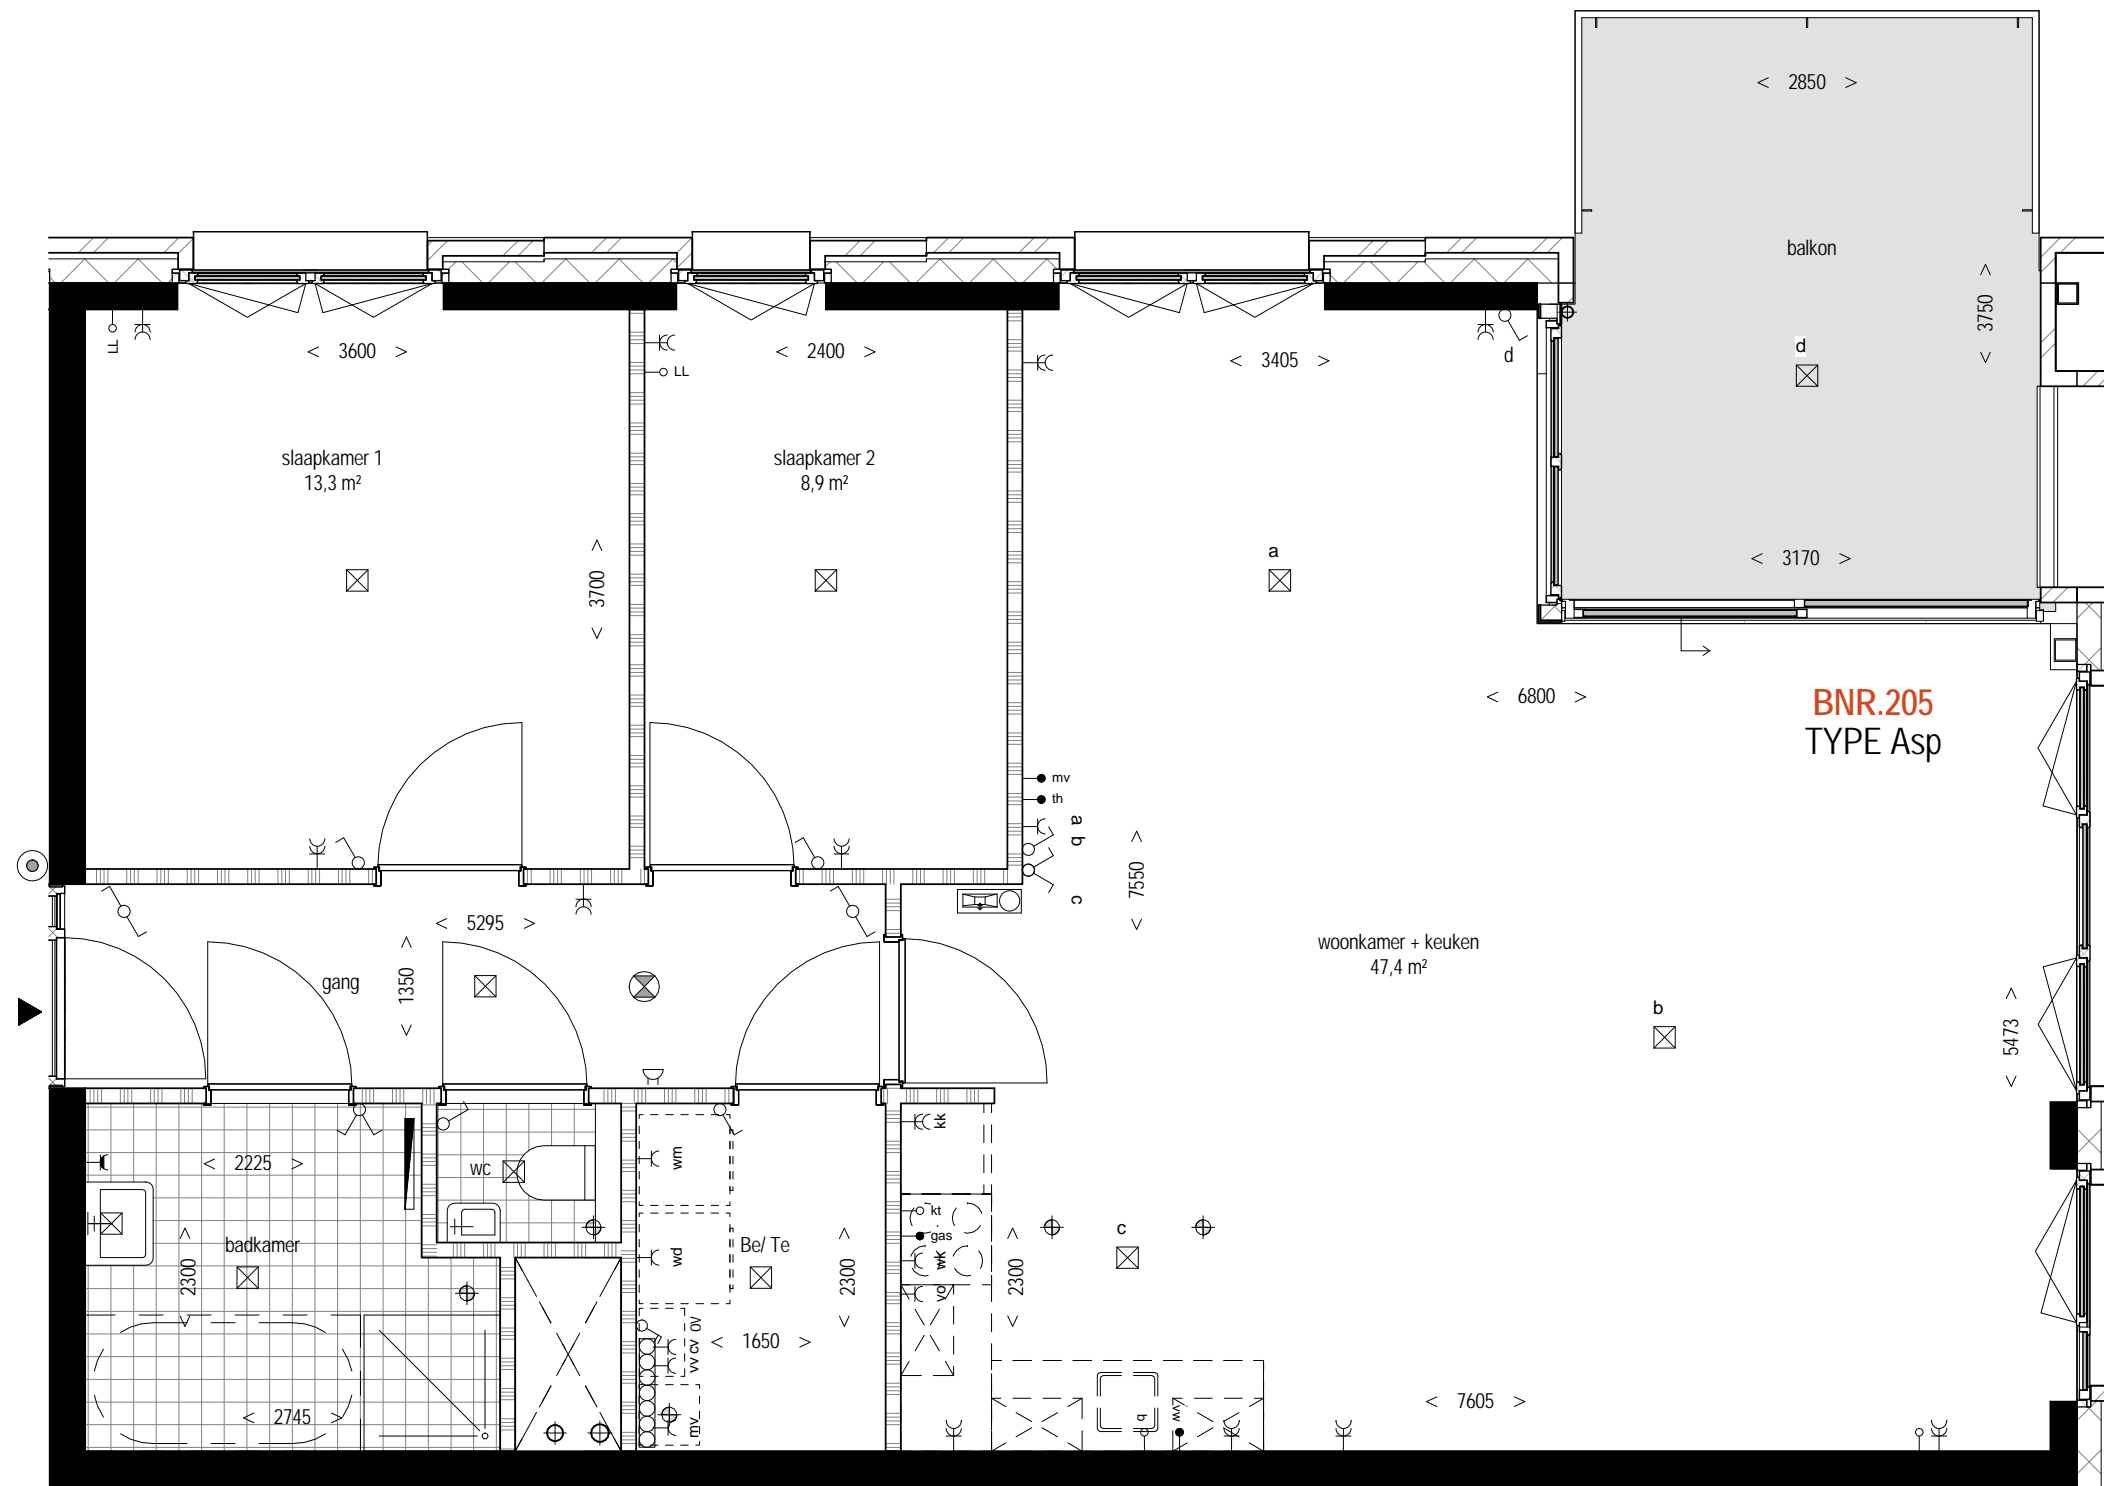 < 2850 >
balkon
< 3750 >
d
< 3170 >
LL
< 3600 >
LL
< 2400 >
< 3405 >
d
slaapkamer 1
13,3 m²
slaapkamer 2
8,9 m²
< 3700 >
a
< 6800 >
BNR.205
TYPE Asp
mv
th
a b
c
< 7550 >
< 5295 >
gang
< 1350 >
woonkamer + keuken
47,4 m²
b
< 5473 >
< 2225 >
wc
wm
kk
badkamer
< 2300 >
wd
Be/ Te
< 2300 >
kt
gas
wk
vo
< 2300 >
c
0V
cv
vv
< 1650 >
mv
< 2745 >
q
vw
< 7605 >